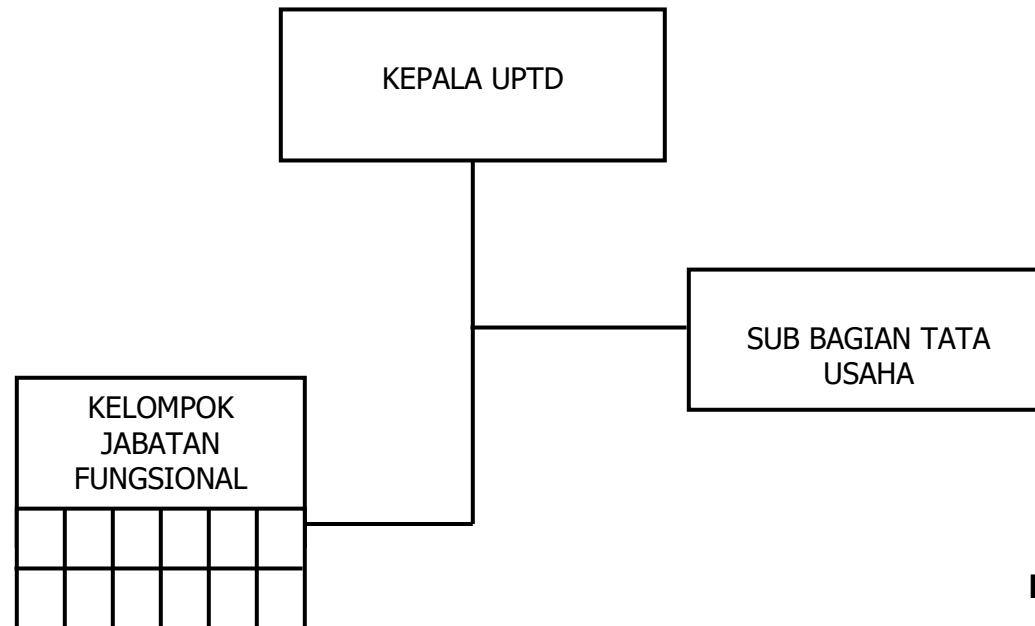 KEPALA UPTD
SUB BAGIAN TATA
USAHA
KELOMPOK
JABATAN
FUNGSIONAL